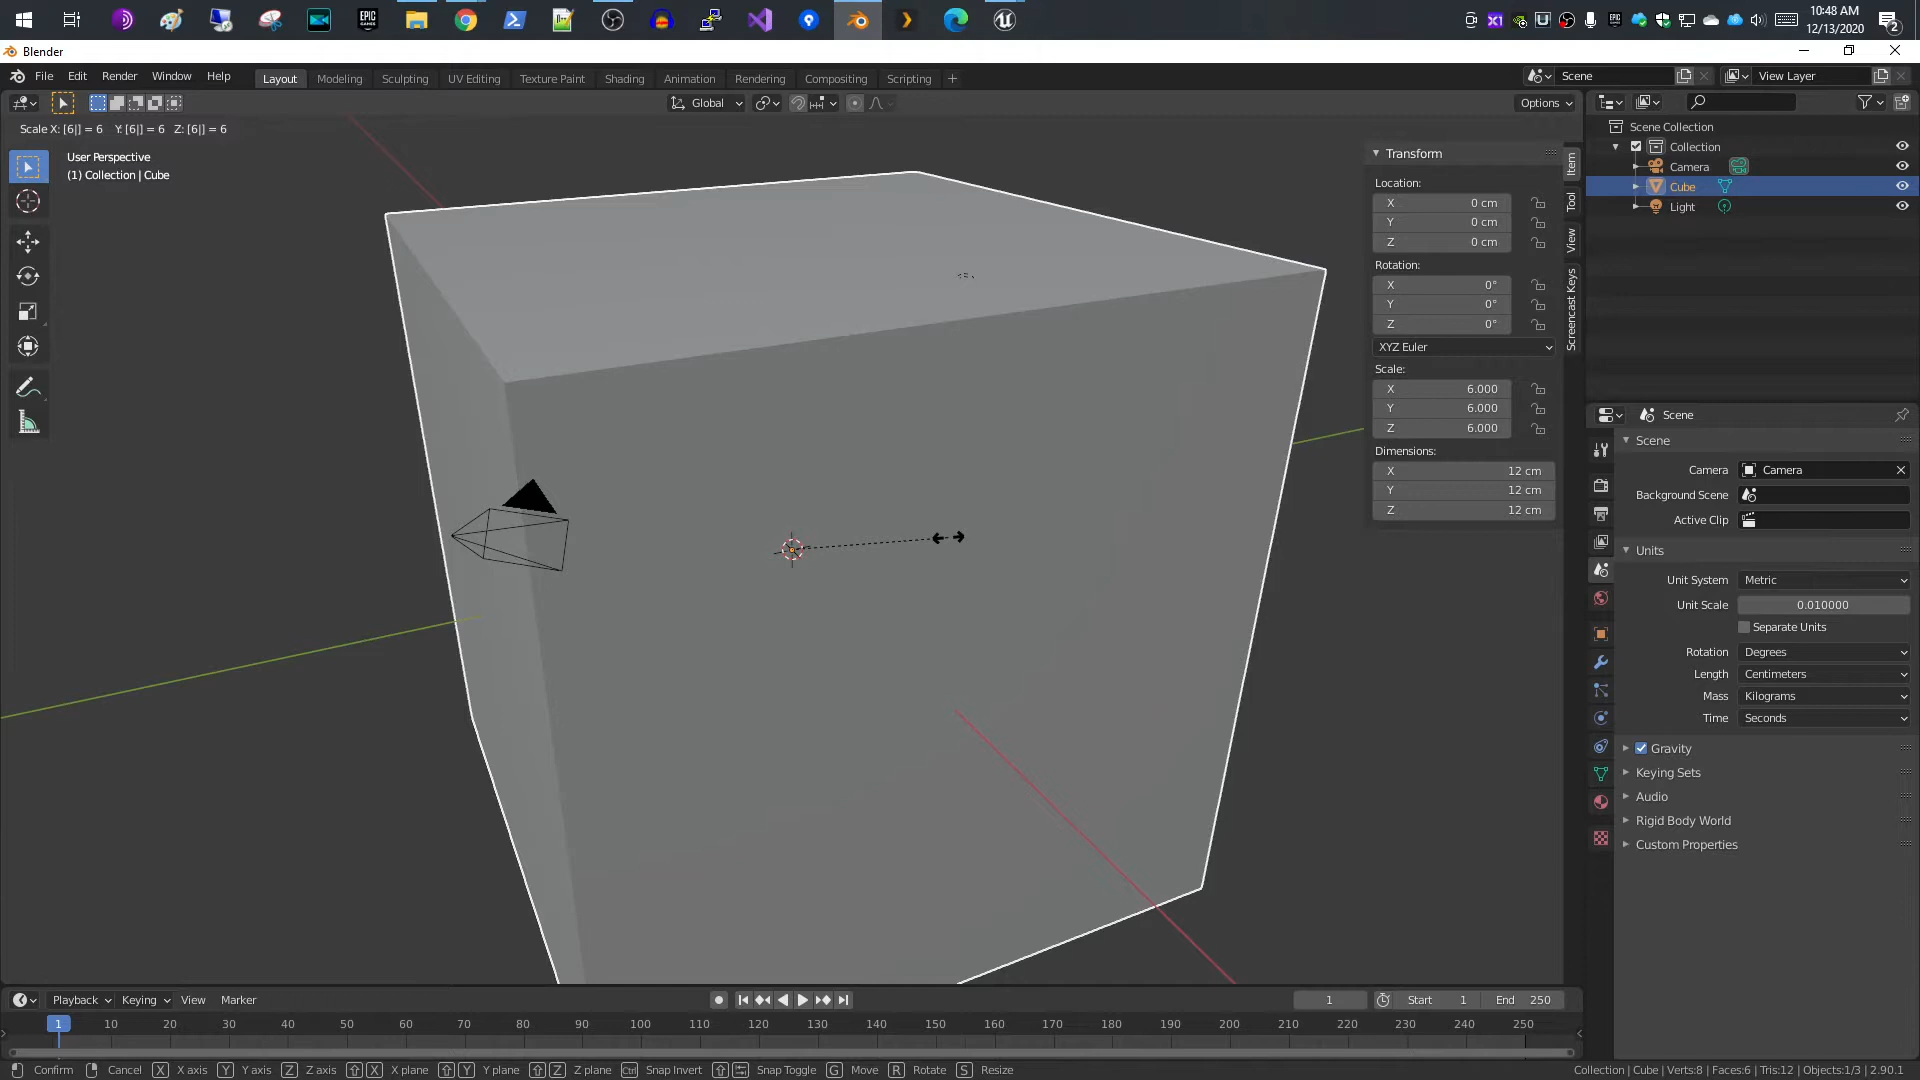 10:48 AM
12/13/2020
2
Blender
File Edit Render Window Help
Layout Modeling Sculpting UV Editing Texture Paint Shading Animation Rendering Compositing Scripting +
Scene
View Layer
Global
Options
Scale X: [6|] = 6 Y: [6|] = 6 Z: [6|] = 6
User Perspective
(1) Collection | Cube
Transform
Location:
X 0 cm
Y 0 cm
Z 0 cm
Rotation:
X 0°
Y 0°
Z 0°
XYZ Euler
Scale:
X 6.000
Y 6.000
Z 6.000
Dimensions:
X 12 cm
Y 12 cm
Z 12 cm
Item
Tool
View
Screencast Keys
Scene Collection
Collection
Camera
Cube
Light
Scene
Scene
Camera Camera
Background Scene
Active Clip
Units
Unit System Metric
Unit Scale 0.010000
Separate Units
Rotation Degrees
Length Centimeters
Mass Kilograms
Time Seconds
Gravity
Keying Sets
Audio
Rigid Body World
Custom Properties
Playback Keying View Marker
1 Start 1 End 250
1 10 20 30 40 50 60 70 80 90 100 110 120 130 140 150 160 170 180 190 200 210 220 230 240 250
Confirm Cancel X X axis Y Y axis Z Z axis X X plane Y Y plane Z Z plane Ctrl Snap Invert Snap Toggle G Move R Rotate S Resize
Collection | Cube | Verts:8 | Faces:6 | Tris:12 | Objects:1/3 | 2.90.1